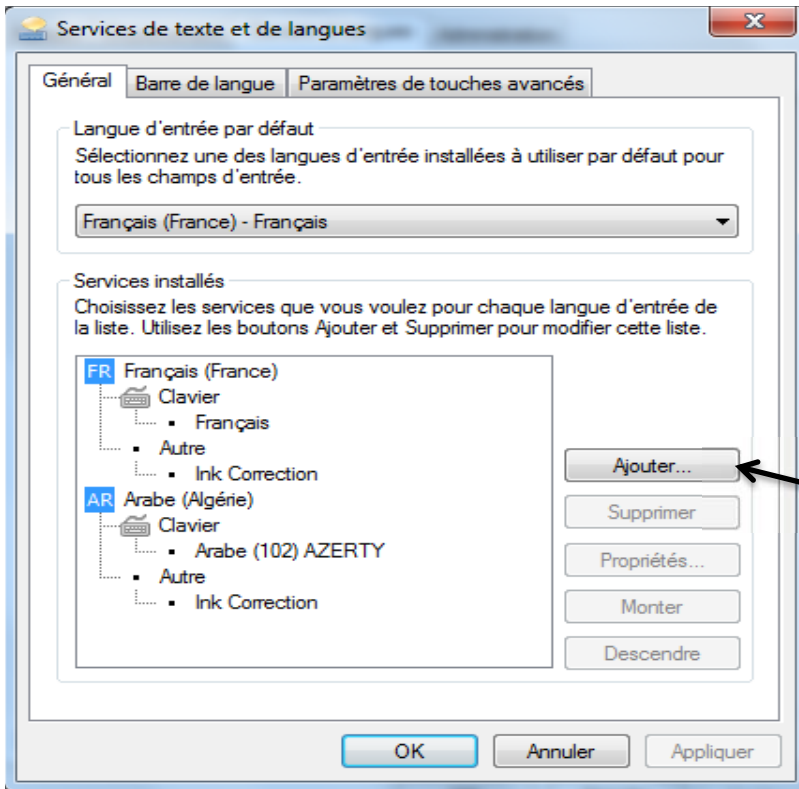 Services de texte et de langues
Général
Barre de langue
Paramètres de touches avancés
Langue d'entrée par défaut
Sélectionnez une des langues d'entrée installées à utiliser par défaut pour
tous les champs d'entrée.
Français (France) - Français
Services installés
Choisissez les services que vous voulez pour chaque langue d'entrée de
la liste. Utilisez les boutons Ajouter et Supprimer pour modifier cette liste.
FR Français (France)
Clavier
Français
Autre
Ink Correction
AR Arabe (Algérie)
Clavier
Arabe (102) AZERTY
Autre
Ink Correction
Ajouter...
Supprimer
Propriétés...
Monter
Descendre
OK
Annuler
Appliquer